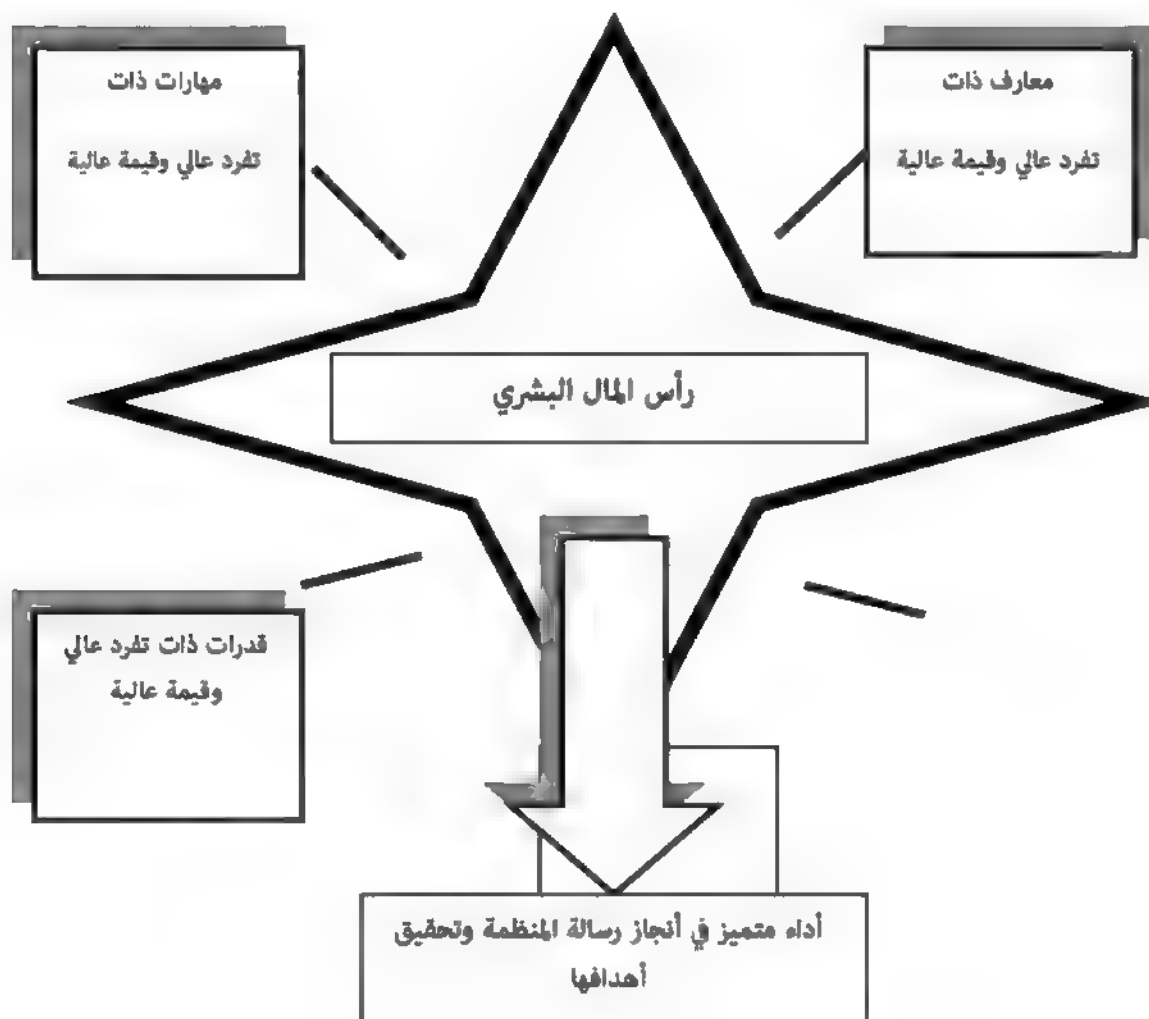 معارف ذات
تفرد عالي وقيمة عالية
مهارات ذات
تفرد عالي وقيمة عالية
رأس المال البشري
قدرات ذات تفرد عالي
وقيمة عالية
أداء متميز في أنجاز رسالة المنظمة وتحقيق
أهدافها